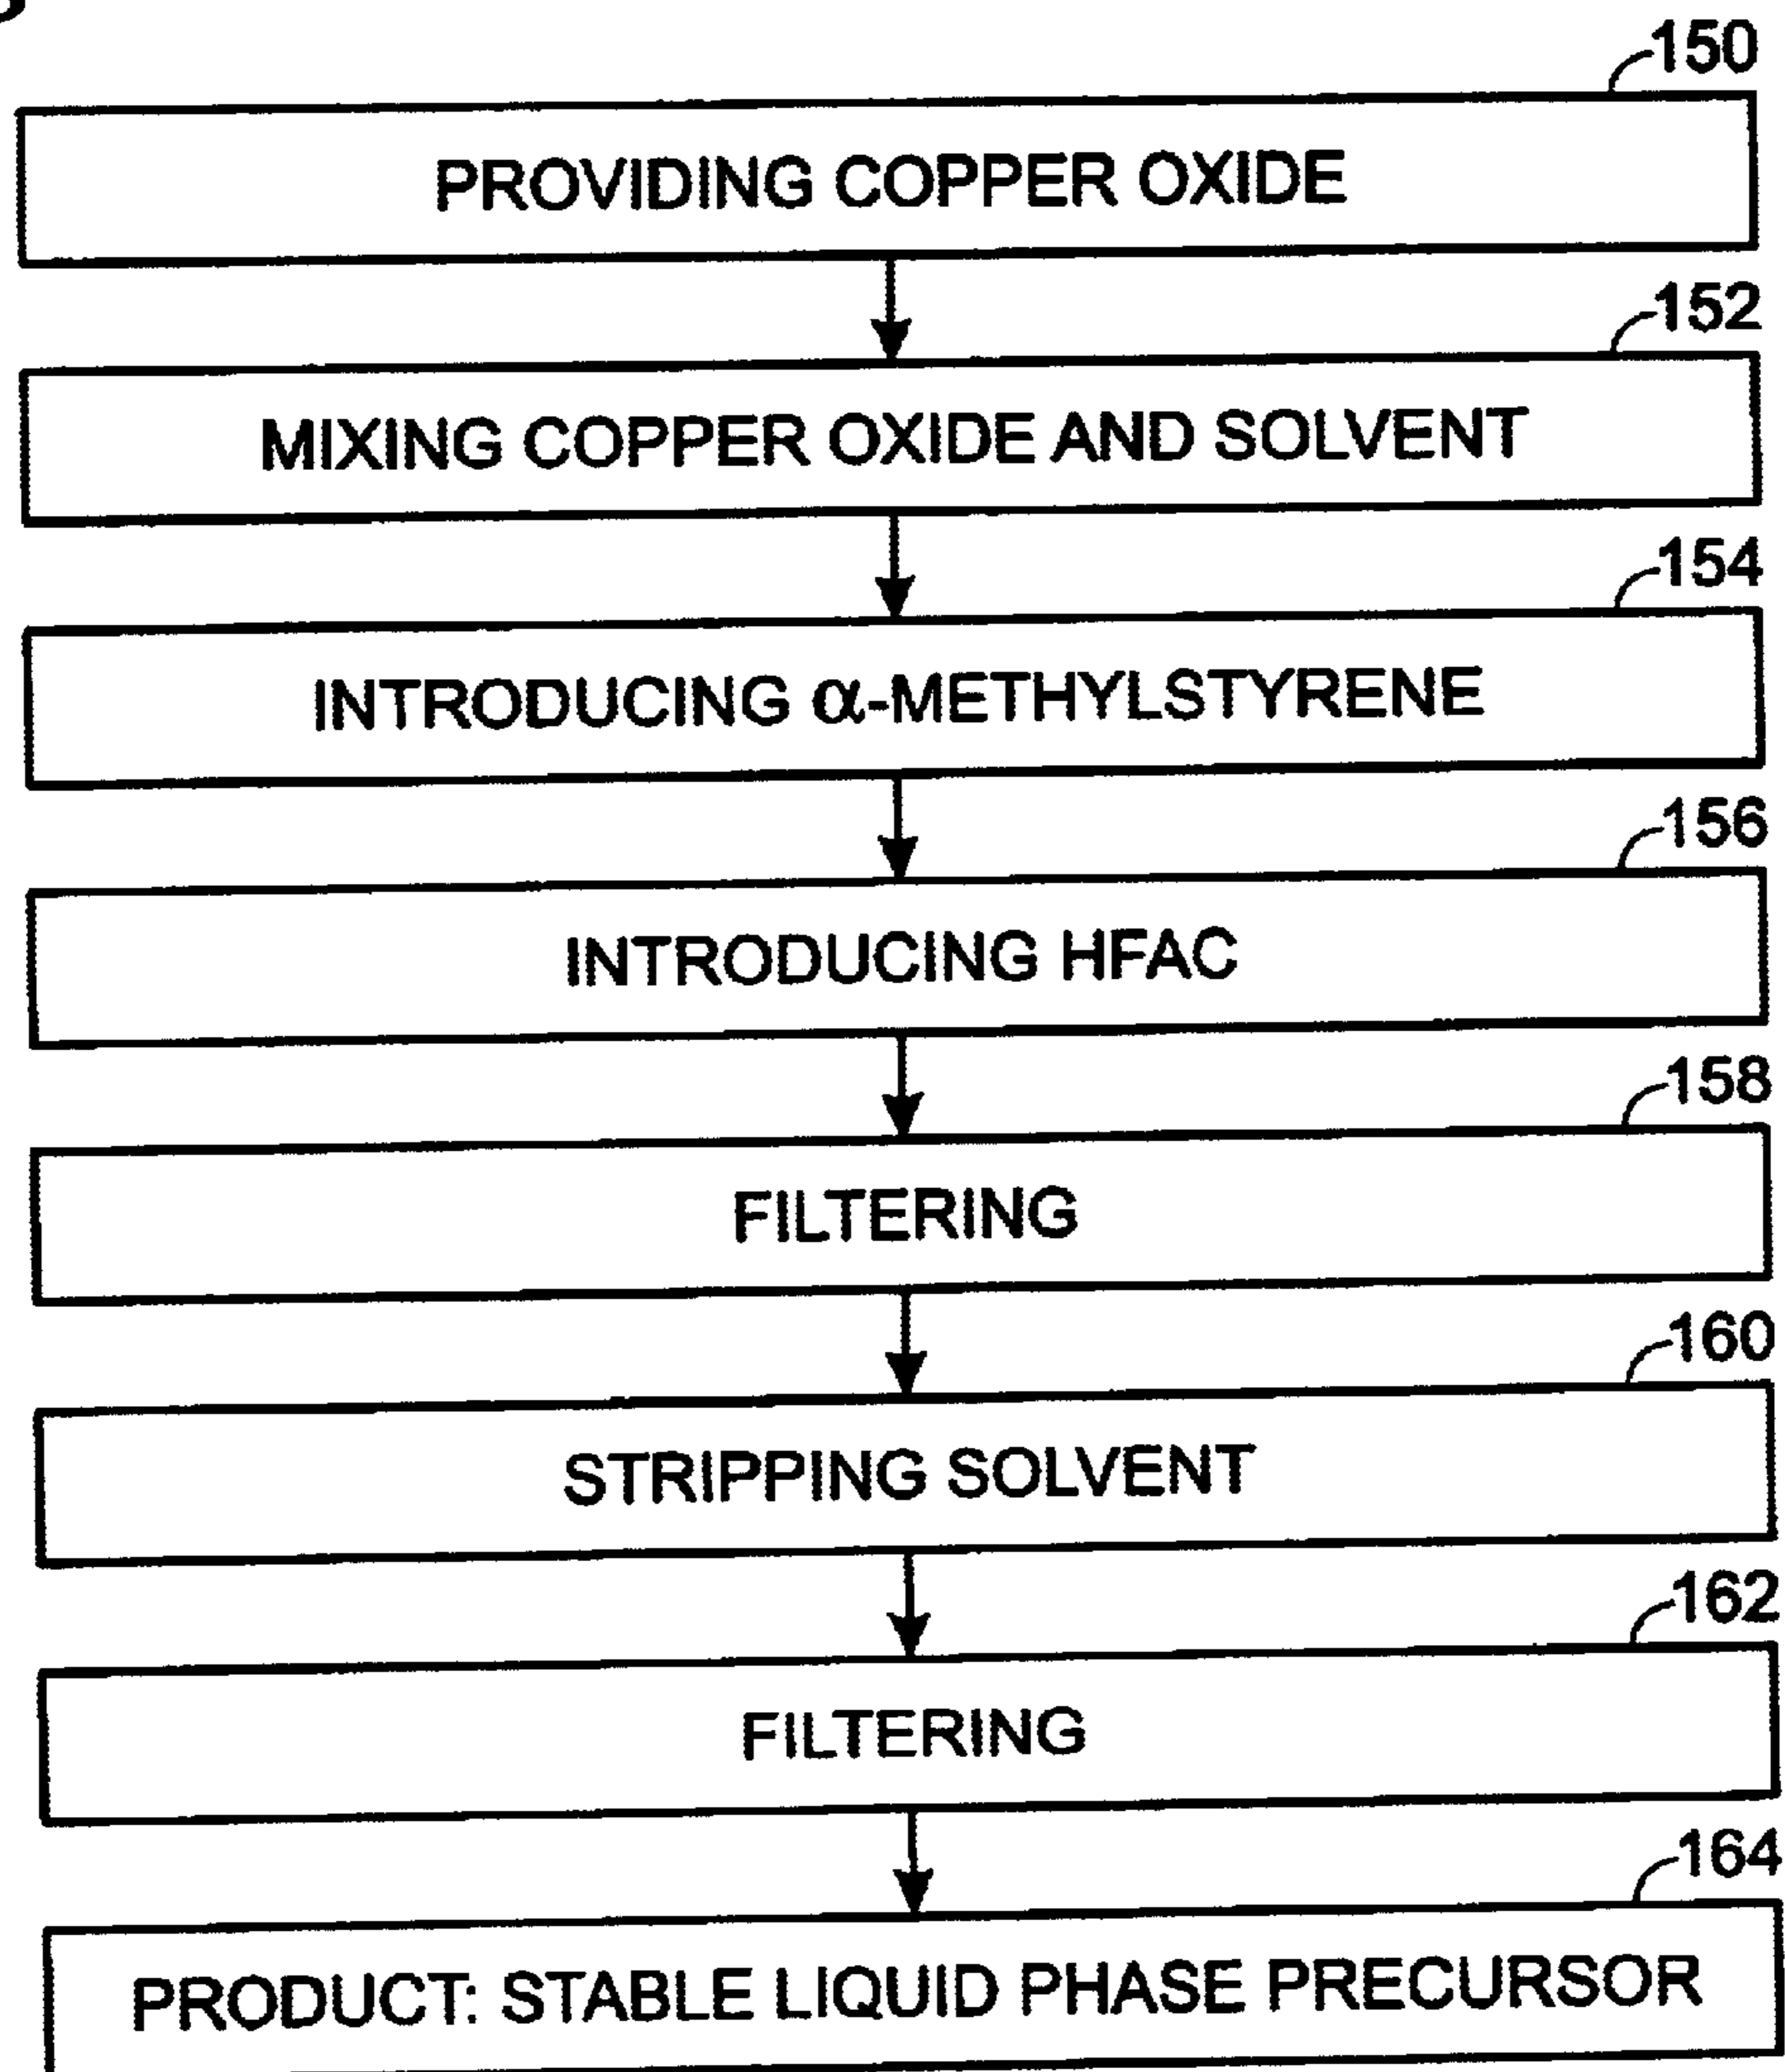 150
PROVIDING COPPER OXIDE
152
MIXING COPPER OXIDE AND SOLVENT
154
INTRODUCING α-METHYLSTYRENE
156
INTRODUCING HFAC
158
FILTERING
160
STRIPPING SOLVENT
162
FILTERING
164
PRODUCT: STABLE LIQUID PHASE PRECURSOR